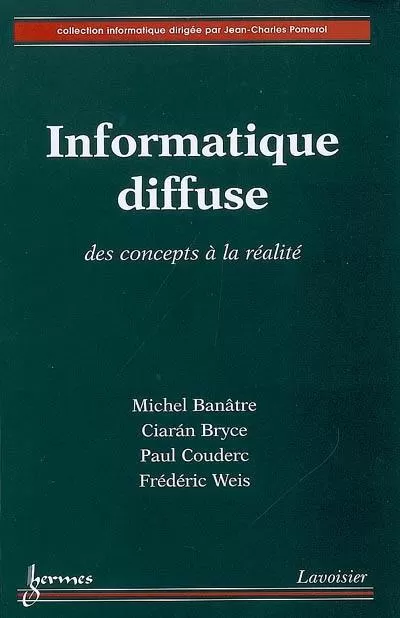 collection informatique dirigée par Jean-Charles Pomerol
Informatique
diffuse
des concepts à la réalité
Michel Banâtre
Ciarán Bryce
Paul Couderc
Frédéric Weis
hermes
Lavoisier